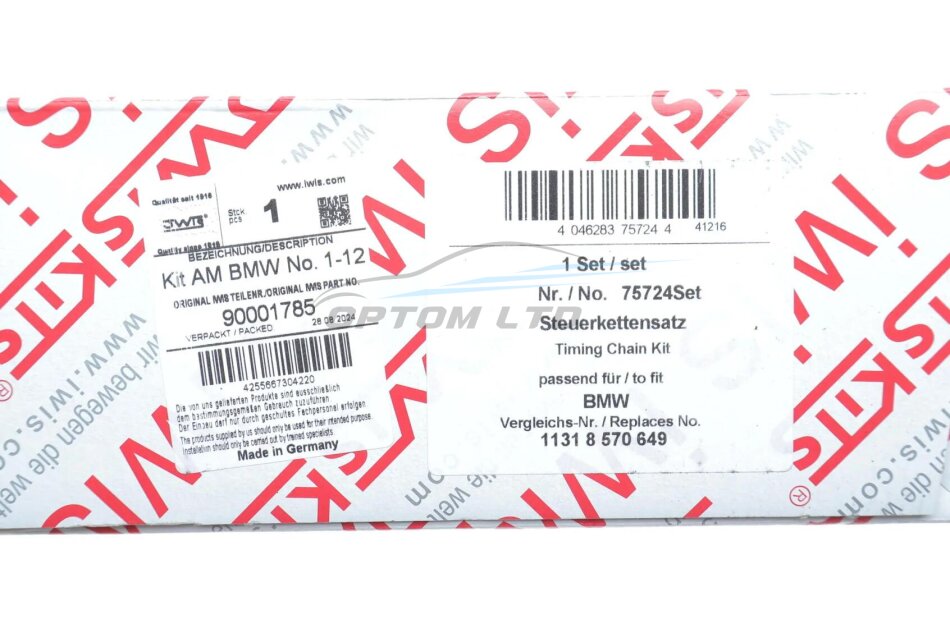 Qualität seit 1916
iwis®
Quality since 1916
Stck
pcs
1
www.iwis.com
BEZEICHNUNG/DESCRIPTION
Kit AM BMW No. 1-12
ORIGINAL IWIS TEILENR./ORIGINAL IWIS PART NO.
90001785
VERPACKT / PACKED
28 08 2024
4255667304220
Die von uns gelieferten Produkte sind ausschließlich
dem bestimmungsgemäßen Gebrauch zuzuführen
Der Einzeu darf nur durch geschultes Fachpersonal erfolgen.
The products supplied by us should only be used for their intended purpose.
Installation should only be carried out by trained specialists
Made in Germany
4 046283 75724 4
41216
1 Set / set
Nr. / No. 75724Set
Steuerkettensatz
Timing Chain Kit
passend für / to fit
BMW
Vergleichs-Nr. / Replaces No.
1131 8 570 649
OPTOM LTD
iwisKits®
wir bewegen die welt
www.iwis.com